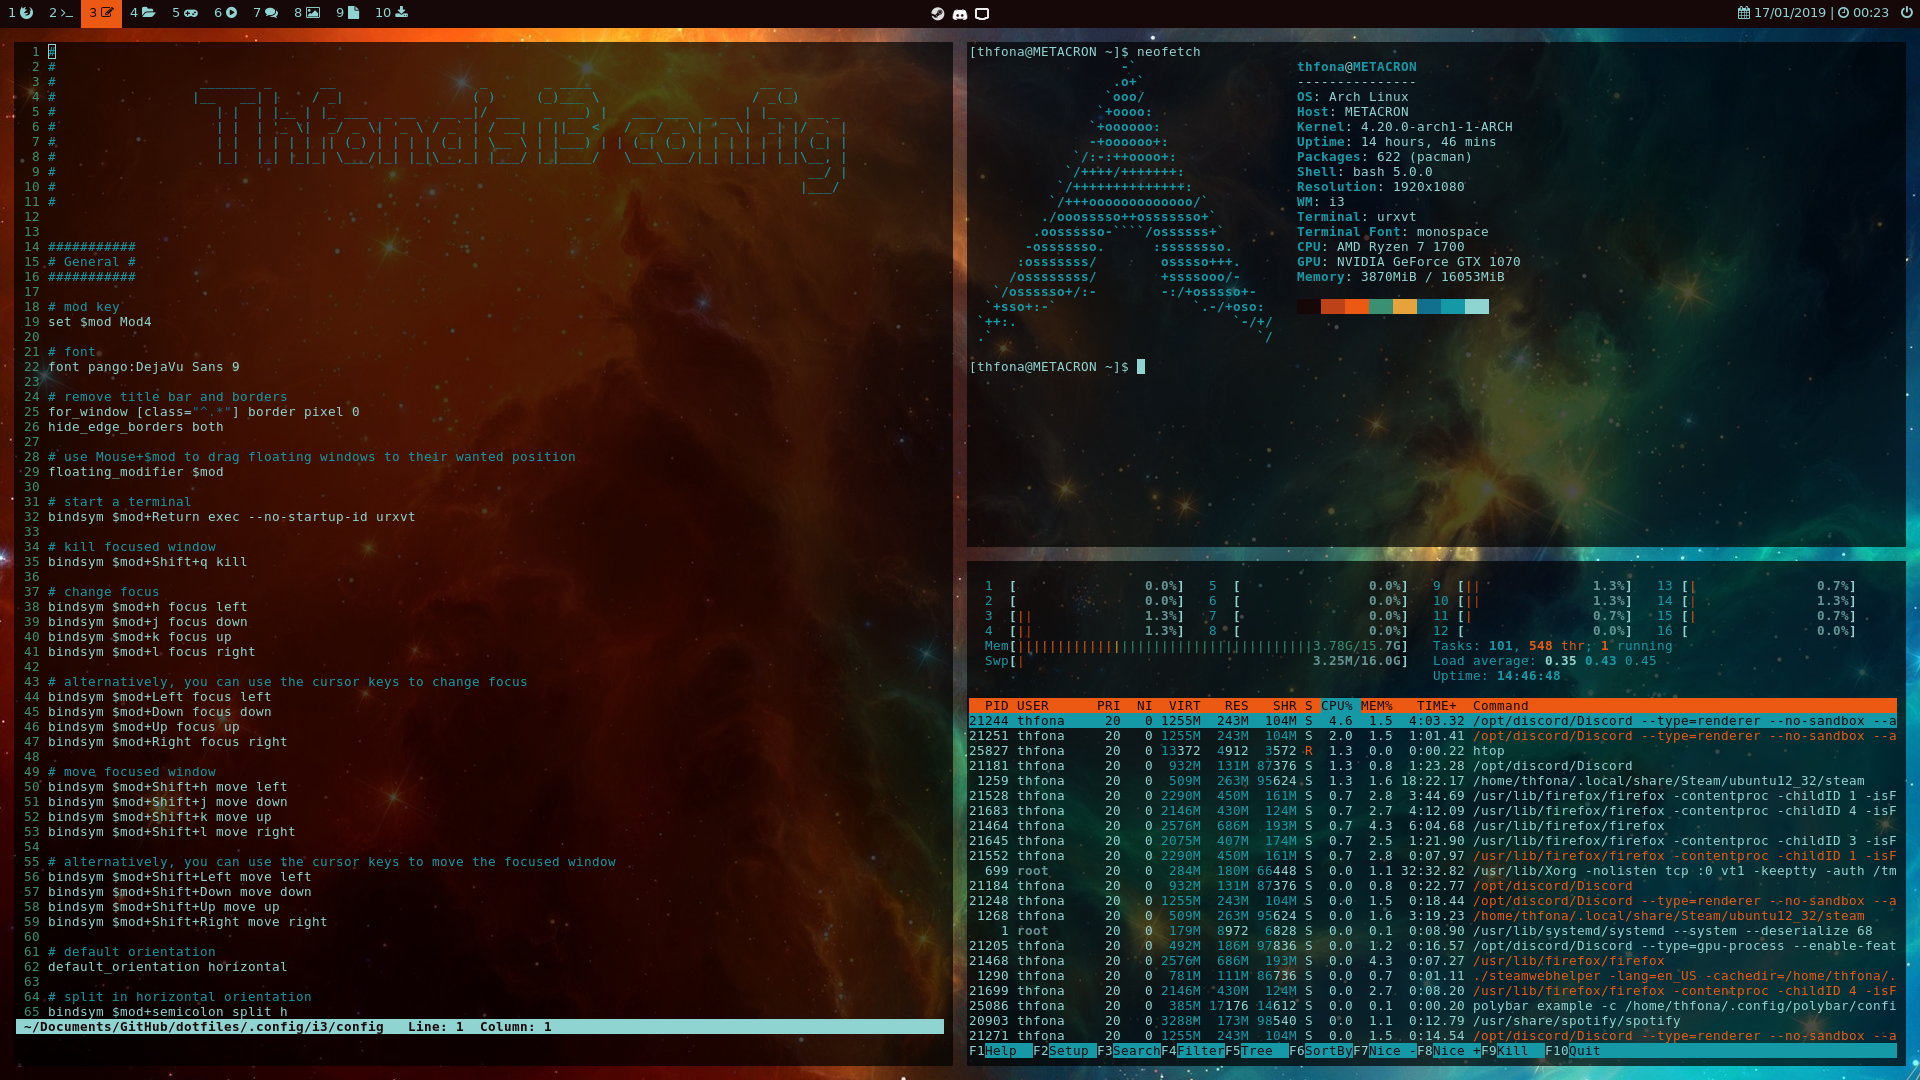 1 2 3 4 5 6 7 8 9 10
17/01/2019 | 00:23
1 #
2 #
3 #
4 #
5 #
6 #
7 #
8 #
9 #
10 #
11 #
12
13
14 ###########
15 # General #
16 ###########
17
18 # mod key
19 set $mod Mod4
20
21 # font
22 font pango:DejaVu Sans 9
23
24 # remove title bar and borders
25 for_window [class="^.*"] border pixel 0
26 hide_edge_borders both
27
28 # use Mouse+$mod to drag floating windows to their wanted position
29 floating_modifier $mod
30
31 # start a terminal
32 bindsym $mod+Return exec --no-startup-id urxvt
33
34 # kill focused window
35 bindsym $mod+Shift+q kill
36
37 # change focus
38 bindsym $mod+h focus left
39 bindsym $mod+j focus down
40 bindsym $mod+k focus up
41 bindsym $mod+l focus right
42
43 # alternatively, you can use the cursor keys to change focus
44 bindsym $mod+Left focus left
45 bindsym $mod+Down focus down
46 bindsym $mod+Up focus up
47 bindsym $mod+Right focus right
48
49 # move focused window
50 bindsym $mod+Shift+h move left
51 bindsym $mod+Shift+j move down
52 bindsym $mod+Shift+k move up
53 bindsym $mod+Shift+l move right
54
55 # alternatively, you can use the cursor keys to move the focused window
56 bindsym $mod+Shift+Left move left
57 bindsym $mod+Shift+Down move down
58 bindsym $mod+Shift+Up move up
59 bindsym $mod+Shift+Right move right
60
61 # default orientation
62 default_orientation horizontal
63
64 # split in horizontal orientation
65 bindsym $mod+semicolon split h
~/Documents/GitHub/dotfiles/.config/i3/config Line: 1 Column: 1
[thfona@METACRON ~]$ neofetch
thfona@METACRON
---------------
OS: Arch Linux
Host: METACRON
Kernel: 4.20.0-arch1-1-ARCH
Uptime: 14 hours, 46 mins
Packages: 622 (pacman)
Shell: bash 5.0.0
Resolution: 1920x1080
WM: i3
Terminal: urxvt
Terminal Font: monospace
CPU: AMD Ryzen 7 1700
GPU: NVIDIA GeForce GTX 1070
Memory: 3870MiB / 16053MiB
[thfona@METACRON ~]$
1 [ 0.0%] 5 [ 0.0%] 9 [|| 1.3%] 13 [| 0.7%]
2 [ 0.0%] 6 [ 0.0%] 10 [|| 1.3%] 14 [| 1.3%]
3 [|| 1.3%] 7 [ 0.0%] 11 [| 0.7%] 15 [| 0.7%]
4 [|| 1.3%] 8 [ 0.0%] 12 [ 0.0%] 16 [ 0.0%]
Mem[|||||||||||||||||||||||||||||||||||||3.78G/15.7G] Tasks: 101, 548 thr; 1 running
Swp[| 3.25M/16.0G] Load average: 0.35 0.43 0.45
Uptime: 14:46:48
PID USER PRI NI VIRT RES SHR S CPU% MEM% TIME+ Command
21244 thfona 20 0 1255M 243M 104M S 4.6 1.5 4:03.32 /opt/discord/Discord --type=renderer --no-sandbox --a
21251 thfona 20 0 1255M 243M 104M S 2.0 1.5 1:01.41 /opt/discord/Discord --type=renderer --no-sandbox --a
25827 thfona 20 0 13372 4912 3572 R 1.3 0.0 0:00.22 htop
21181 thfona 20 0 932M 131M 87376 S 1.3 0.8 1:23.28 /opt/discord/Discord
1259 thfona 20 0 509M 263M 95624 S 1.3 1.6 18:22.17 /home/thfona/.local/share/Steam/ubuntu12_32/steam
21528 thfona 20 0 2290M 450M 161M S 0.7 2.8 3:44.69 /usr/lib/firefox/firefox -contentproc -childID 1 -isF
21683 thfona 20 0 2146M 430M 124M S 0.7 2.7 4:12.09 /usr/lib/firefox/firefox -contentproc -childID 4 -isF
21464 thfona 20 0 2576M 686M 193M S 0.7 4.3 6:04.68 /usr/lib/firefox/firefox
21645 thfona 20 0 2075M 407M 174M S 0.7 2.5 1:21.90 /usr/lib/firefox/firefox -contentproc -childID 3 -isF
21552 thfona 20 0 2290M 450M 161M S 0.7 2.8 0:07.97 /usr/lib/firefox/firefox -contentproc -childID 1 -isF
699 root 20 0 284M 180M 66448 S 0.0 1.1 32:32.82 /usr/lib/Xorg -nolisten tcp :0 vt1 -keeptty -auth /tm
21184 thfona 20 0 932M 131M 87376 S 0.0 0.8 0:22.77 /opt/discord/Discord
21248 thfona 20 0 1255M 243M 104M S 0.0 1.5 0:18.44 /opt/discord/Discord --type=renderer --no-sandbox --a
1268 thfona 20 0 509M 263M 95624 S 0.0 1.6 3:19.23 /home/thfona/.local/share/Steam/ubuntu12_32/steam
1 root 20 0 179M 8972 6828 S 0.0 0.1 0:08.90 /usr/lib/systemd/systemd --system --deserialize 68
21205 thfona 20 0 492M 186M 97836 S 0.0 1.2 0:16.57 /opt/discord/Discord --type=gpu-process --enable-feat
21468 thfona 20 0 2576M 686M 193M S 0.0 4.3 0:07.27 /usr/lib/firefox/firefox
1290 thfona 20 0 781M 111M 86736 S 0.0 0.7 0:01.11 ./steamwebhelper -lang=en_US -cachedir=/home/thfona/.
21699 thfona 20 0 2146M 430M 124M S 0.0 2.7 0:08.20 /usr/lib/firefox/firefox -contentproc -childID 4 -isF
25086 thfona 20 0 385M 17176 14612 S 0.0 0.1 0:00.20 polybar example -c /home/thfona/.config/polybar/confi
20903 thfona 20 0 3288M 173M 98540 S 0.0 1.1 0:12.79 /usr/share/spotify/spotify
21271 thfona 20 0 1255M 243M 104M S 0.0 1.5 0:14.54 /opt/discord/Discord --type=renderer --no-sandbox --a
F1Help F2Setup F3SearchF4FilterF5Tree F6SortByF7Nice -F8Nice +F9Kill F10Quit